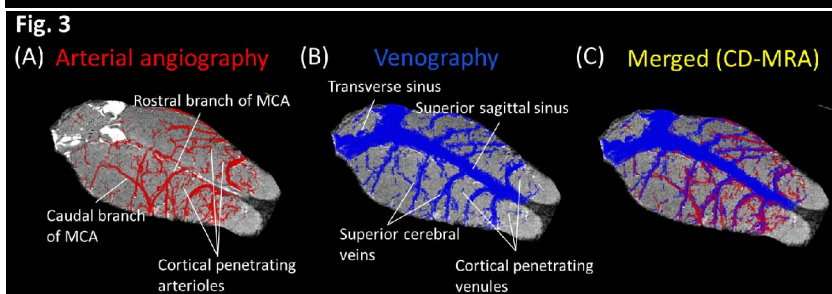 Fig. 3
(A) Arterial angiography
(B) Venography
(C) Merged (CD-MRA)
Rostral branch of MCA
Caudal branch
of MCA
Cortical penetrating
arterioles
Transverse sinus
Superior sagittal sinus
Superior cerebral
veins
Cortical penetrating
venules